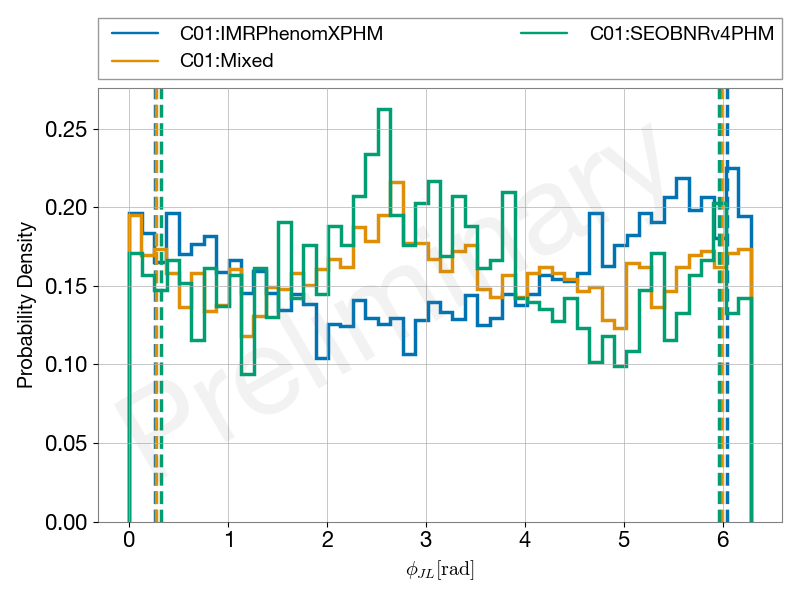 C01:IMRPhenomXPHM
C01:Mixed
C01:SEOBNRv4PHM
0.25
0.20
0.15
0.10
0.05
0.00
Probability Density
Preliminary
0 1 2 3 4 5 6
ϕ_JL[rad]